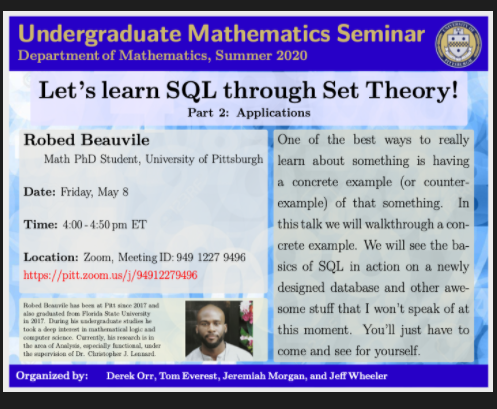 Undergraduate Mathematics Seminar
Department of Mathematics, Summer 2020
Let's learn SQL through Set Theory!
Part 2: Applications
Robed Beauvile
Math PhD Student, University of Pittsburgh
Date: Friday, May 8
Time: 4:00 - 4:50 pm ET
Location: Zoom, Meeting ID: 949 1227 9496
https://pitt.zoom.us/j/94912279496
Robed Beauvile has been at Pitt since 2017 and
also graduated from Florida State University
in 2017. During his undergraduate studies he
took a deep interest in mathematical logic and
computer science. Currently, his research is in
the area of Analysis, especially functional, under
the supervision of Dr. Christopher J. Lennard.
One of the best ways to really
learn about something is having
a concrete example (or counter-
example) of that something. In
this talk we will walkthrough a con-
crete example. We will see the ba-
sics of SQL in action on a newly
designed database and other awe-
some stuff that I won't speak of at
this moment. You'll just have to
come and see for yourself.
Organized by: Derek Orr, Tom Everest, Jeremiah Morgan, and Jeff Wheeler